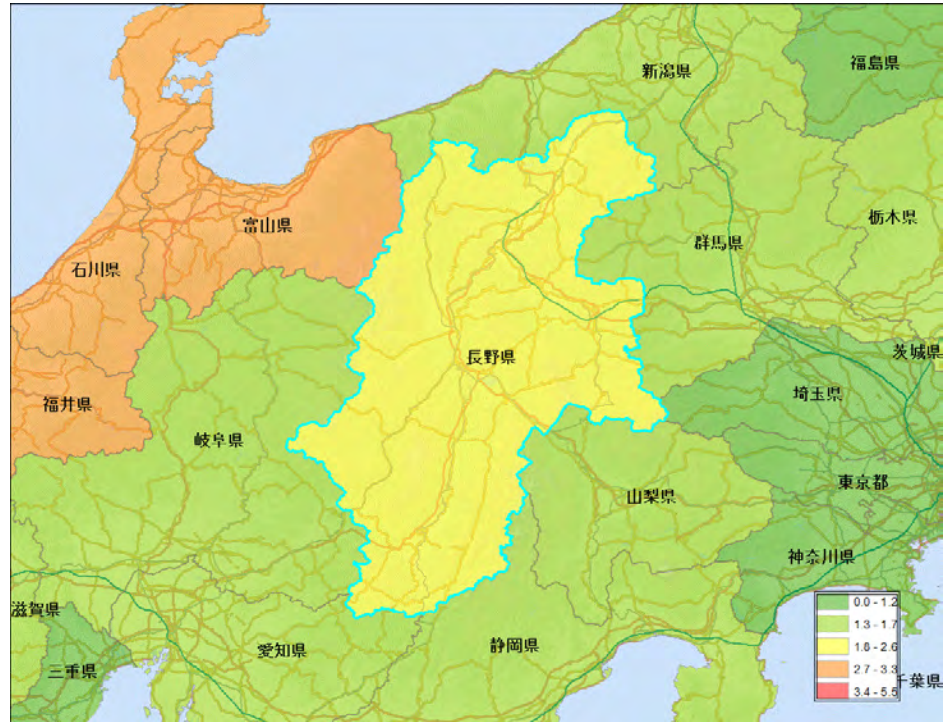 福島県
新潟県
栃木県
富山県
群馬県
石川県
茨城県
長野県
埼玉県
福井県
岐阜県
東京都
山梨県
神奈川県
滋賀県
0.0 - 1.2
1.3 - 1.7
愛知県
静岡県
1.8 - 2.6
三重県
2.7 - 3.3
千葉県
3.4 - 5.5